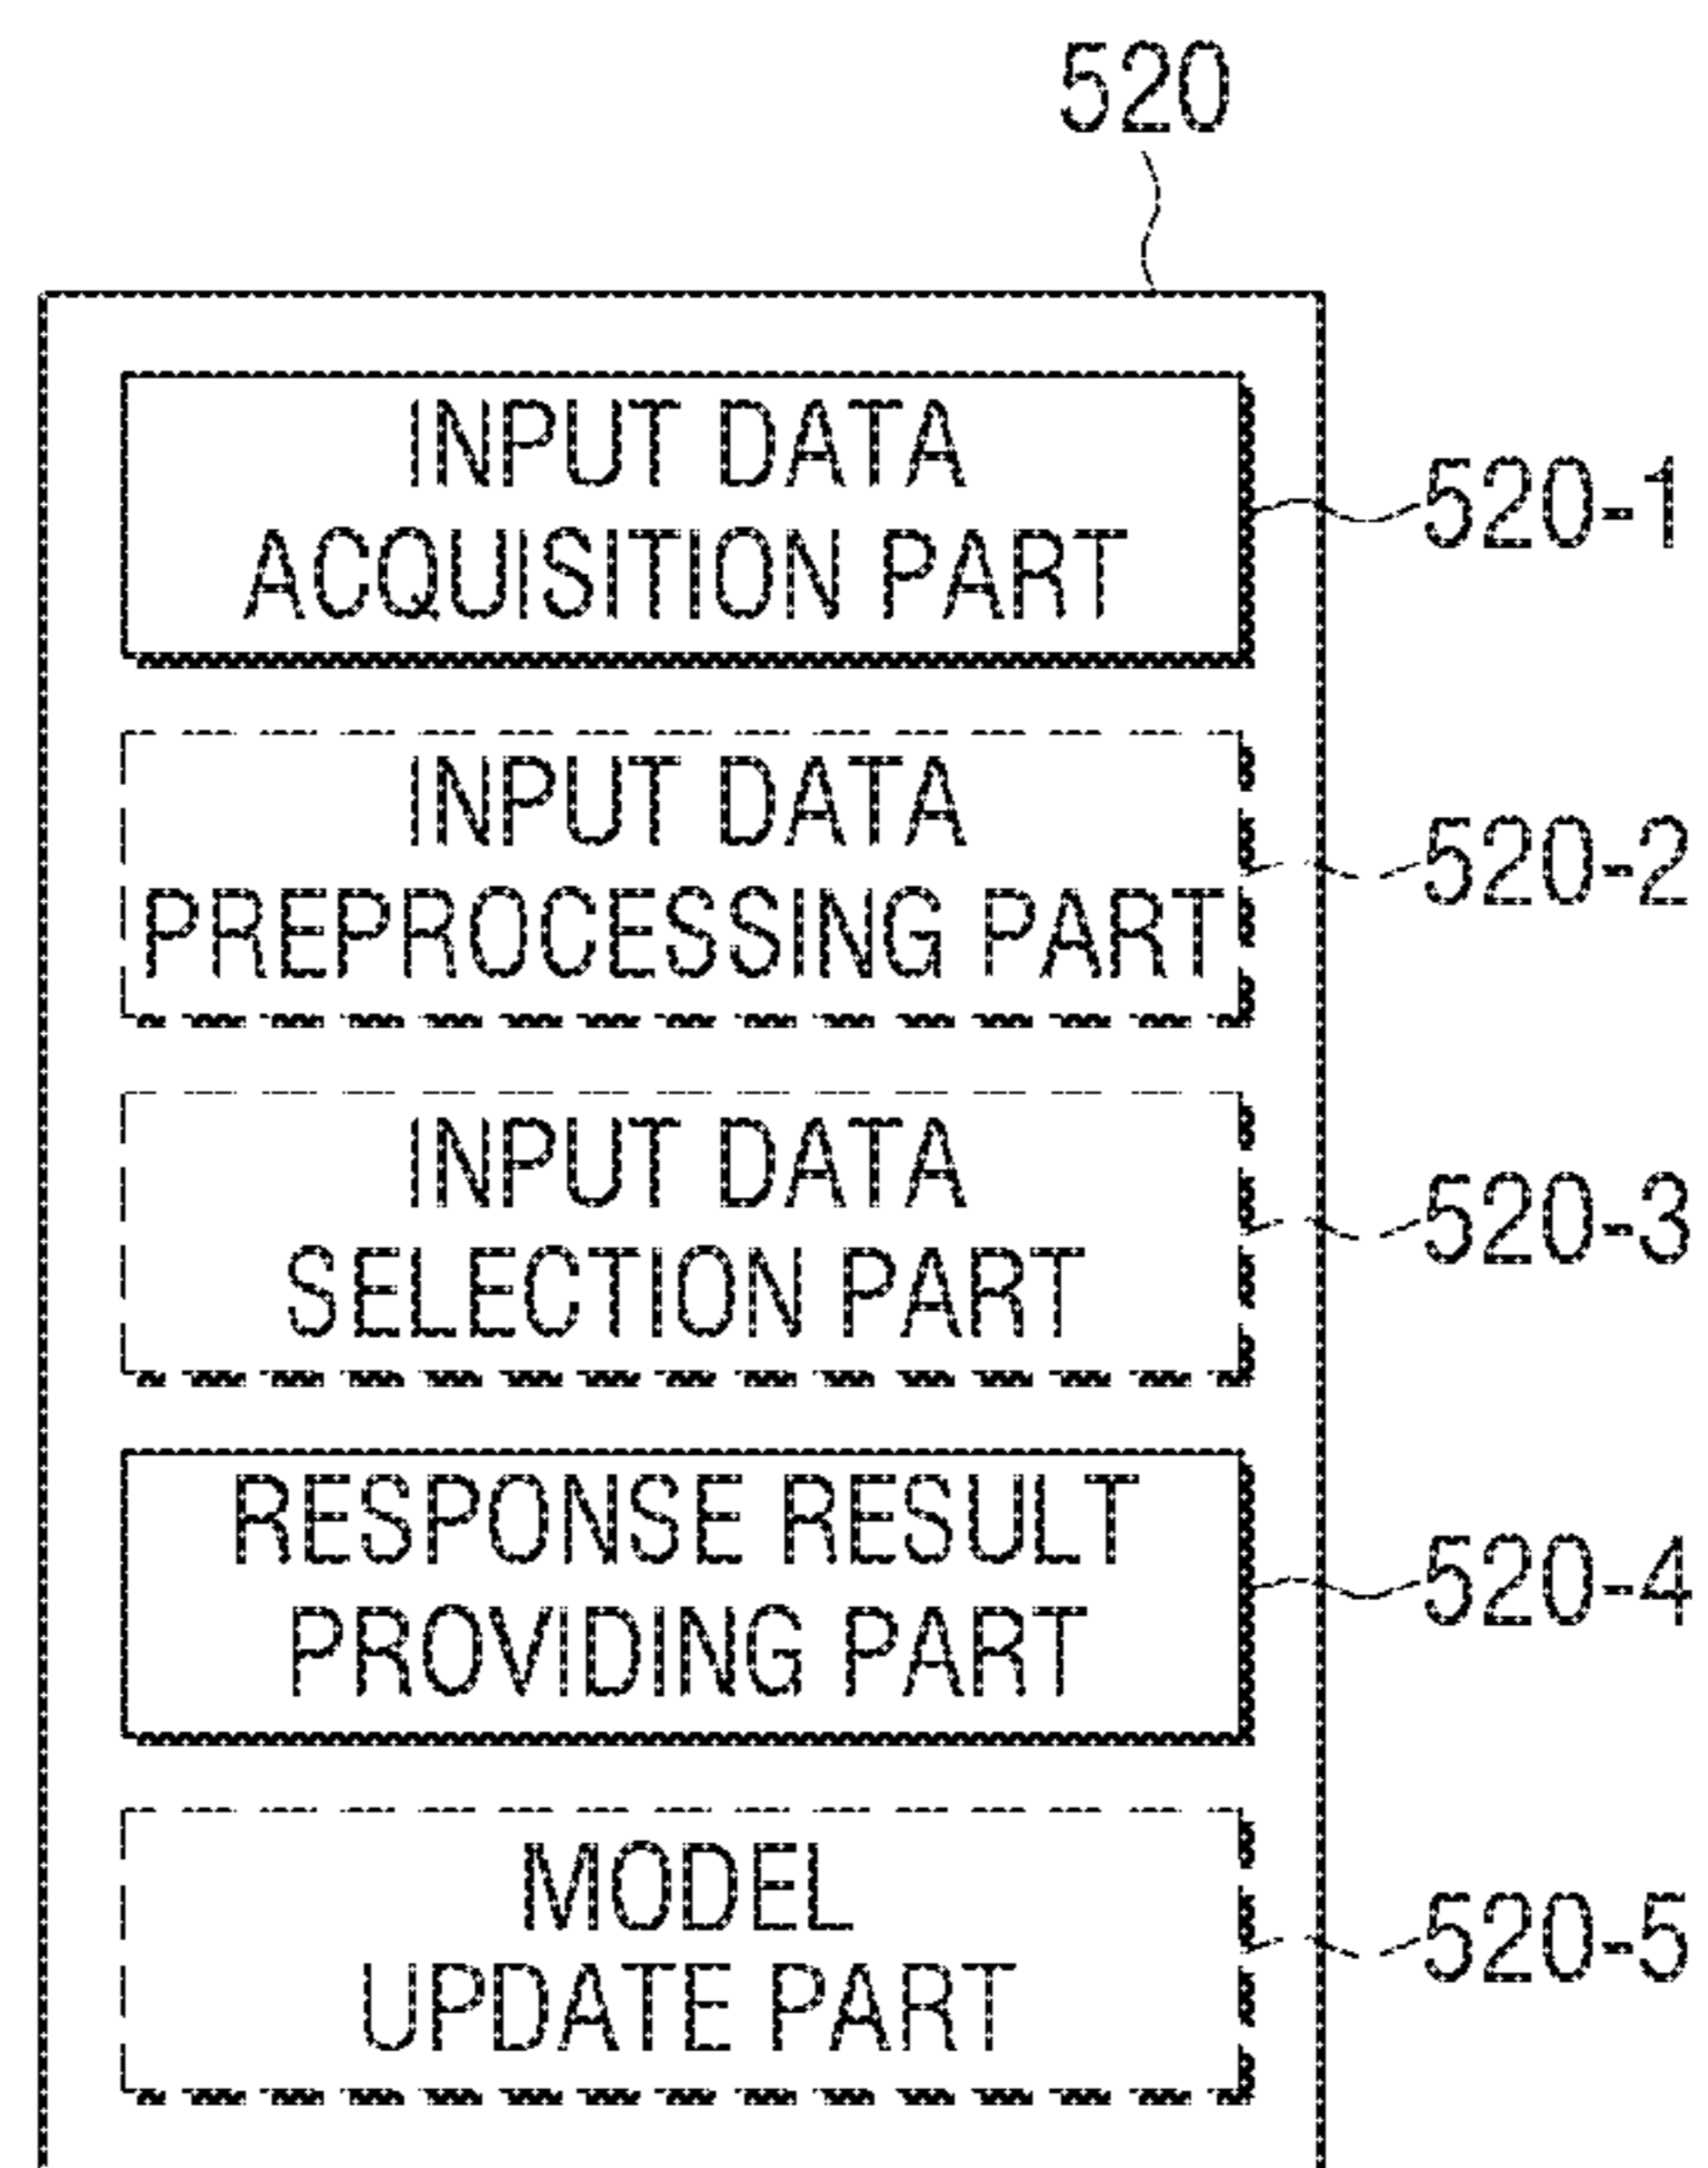 520
INPUT DATA
ACQUISITION PART
520-1
INPUT DATA
PREPROCESSING PART
520-2
INPUT DATA
SELECTION PART
520-3
RESPONSE RESULT
PROVIDING PART
520-4
MODEL
UPDATE PART
520-5